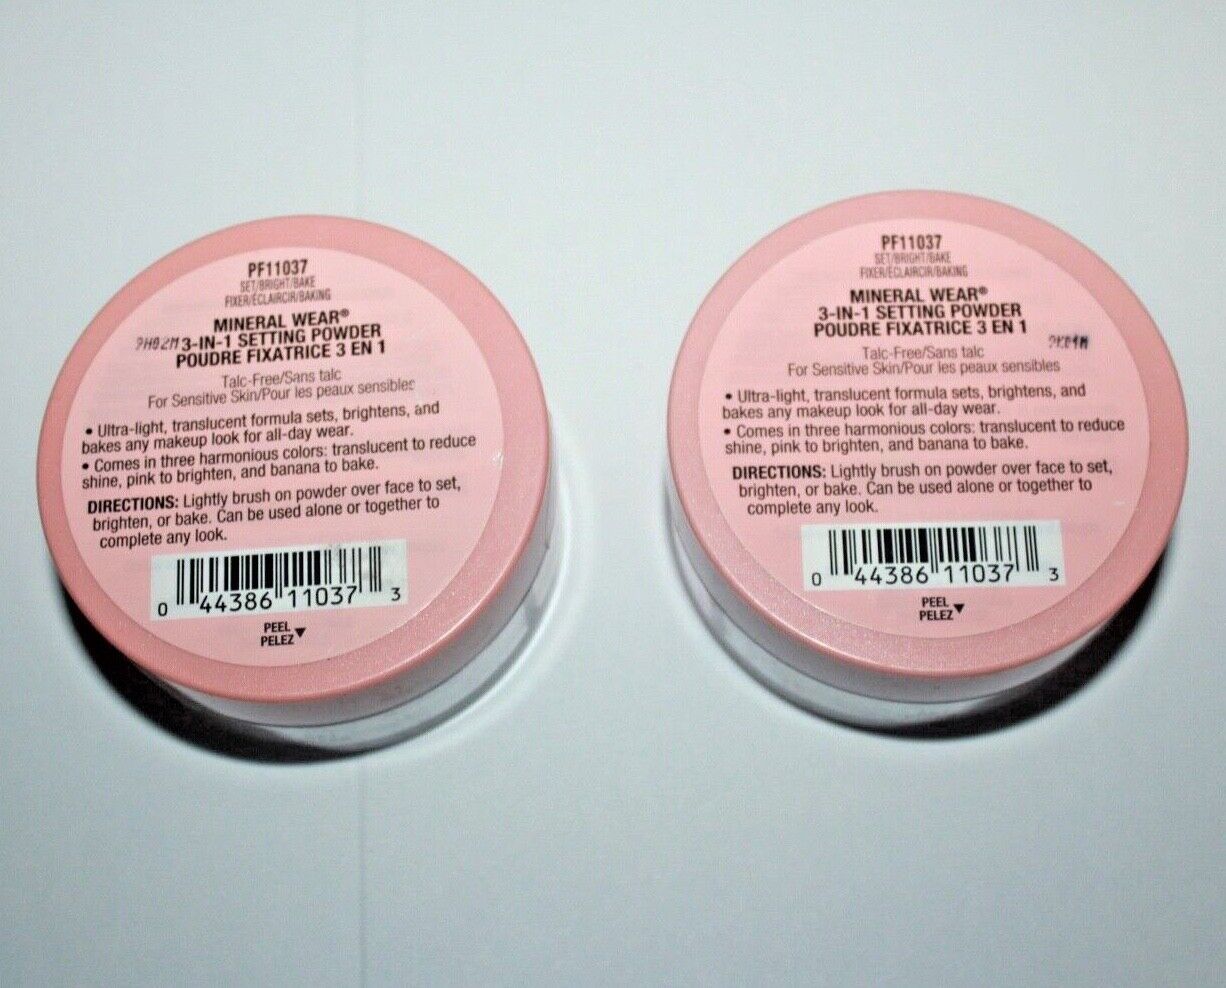 PF11037
SET/BRIGHT/BAKE
FIXER/ÉCLAIRCIR/BAKING
MINERAL WEAR®
3-IN-1 SETTING POWDER
POUDRE FIXATRICE 3 EN 1
Talc-Free/Sans talc
For Sensitive Skin/Pour les peaux sensibles
• Ultra-light, translucent formula sets, brightens, and
bakes any makeup look for all-day wear.
• Comes in three harmonious colors: translucent to reduce
shine, pink to brighten, and banana to bake.
DIRECTIONS: Lightly brush on powder over face to set,
brighten, or bake. Can be used alone or together to
complete any look.
0 44386 11037 3
PEEL
PELEZ
PF11037
SET/BRIGHT/BAKE
FIXER/ÉCLAIRCIR/BAKING
MINERAL WEAR®
3-IN-1 SETTING POWDER
POUDRE FIXATRICE 3 EN 1
Talc-Free/Sans talc
For Sensitive Skin/Pour les peaux sensibles
• Ultra-light, translucent formula sets, brightens, and
bakes any makeup look for all-day wear.
• Comes in three harmonious colors: translucent to reduce
shine, pink to brighten, and banana to bake.
DIRECTIONS: Lightly brush on powder over face to set,
brighten, or bake. Can be used alone or together to
complete any look.
0 44386 11037 3
PEEL
PELEZ